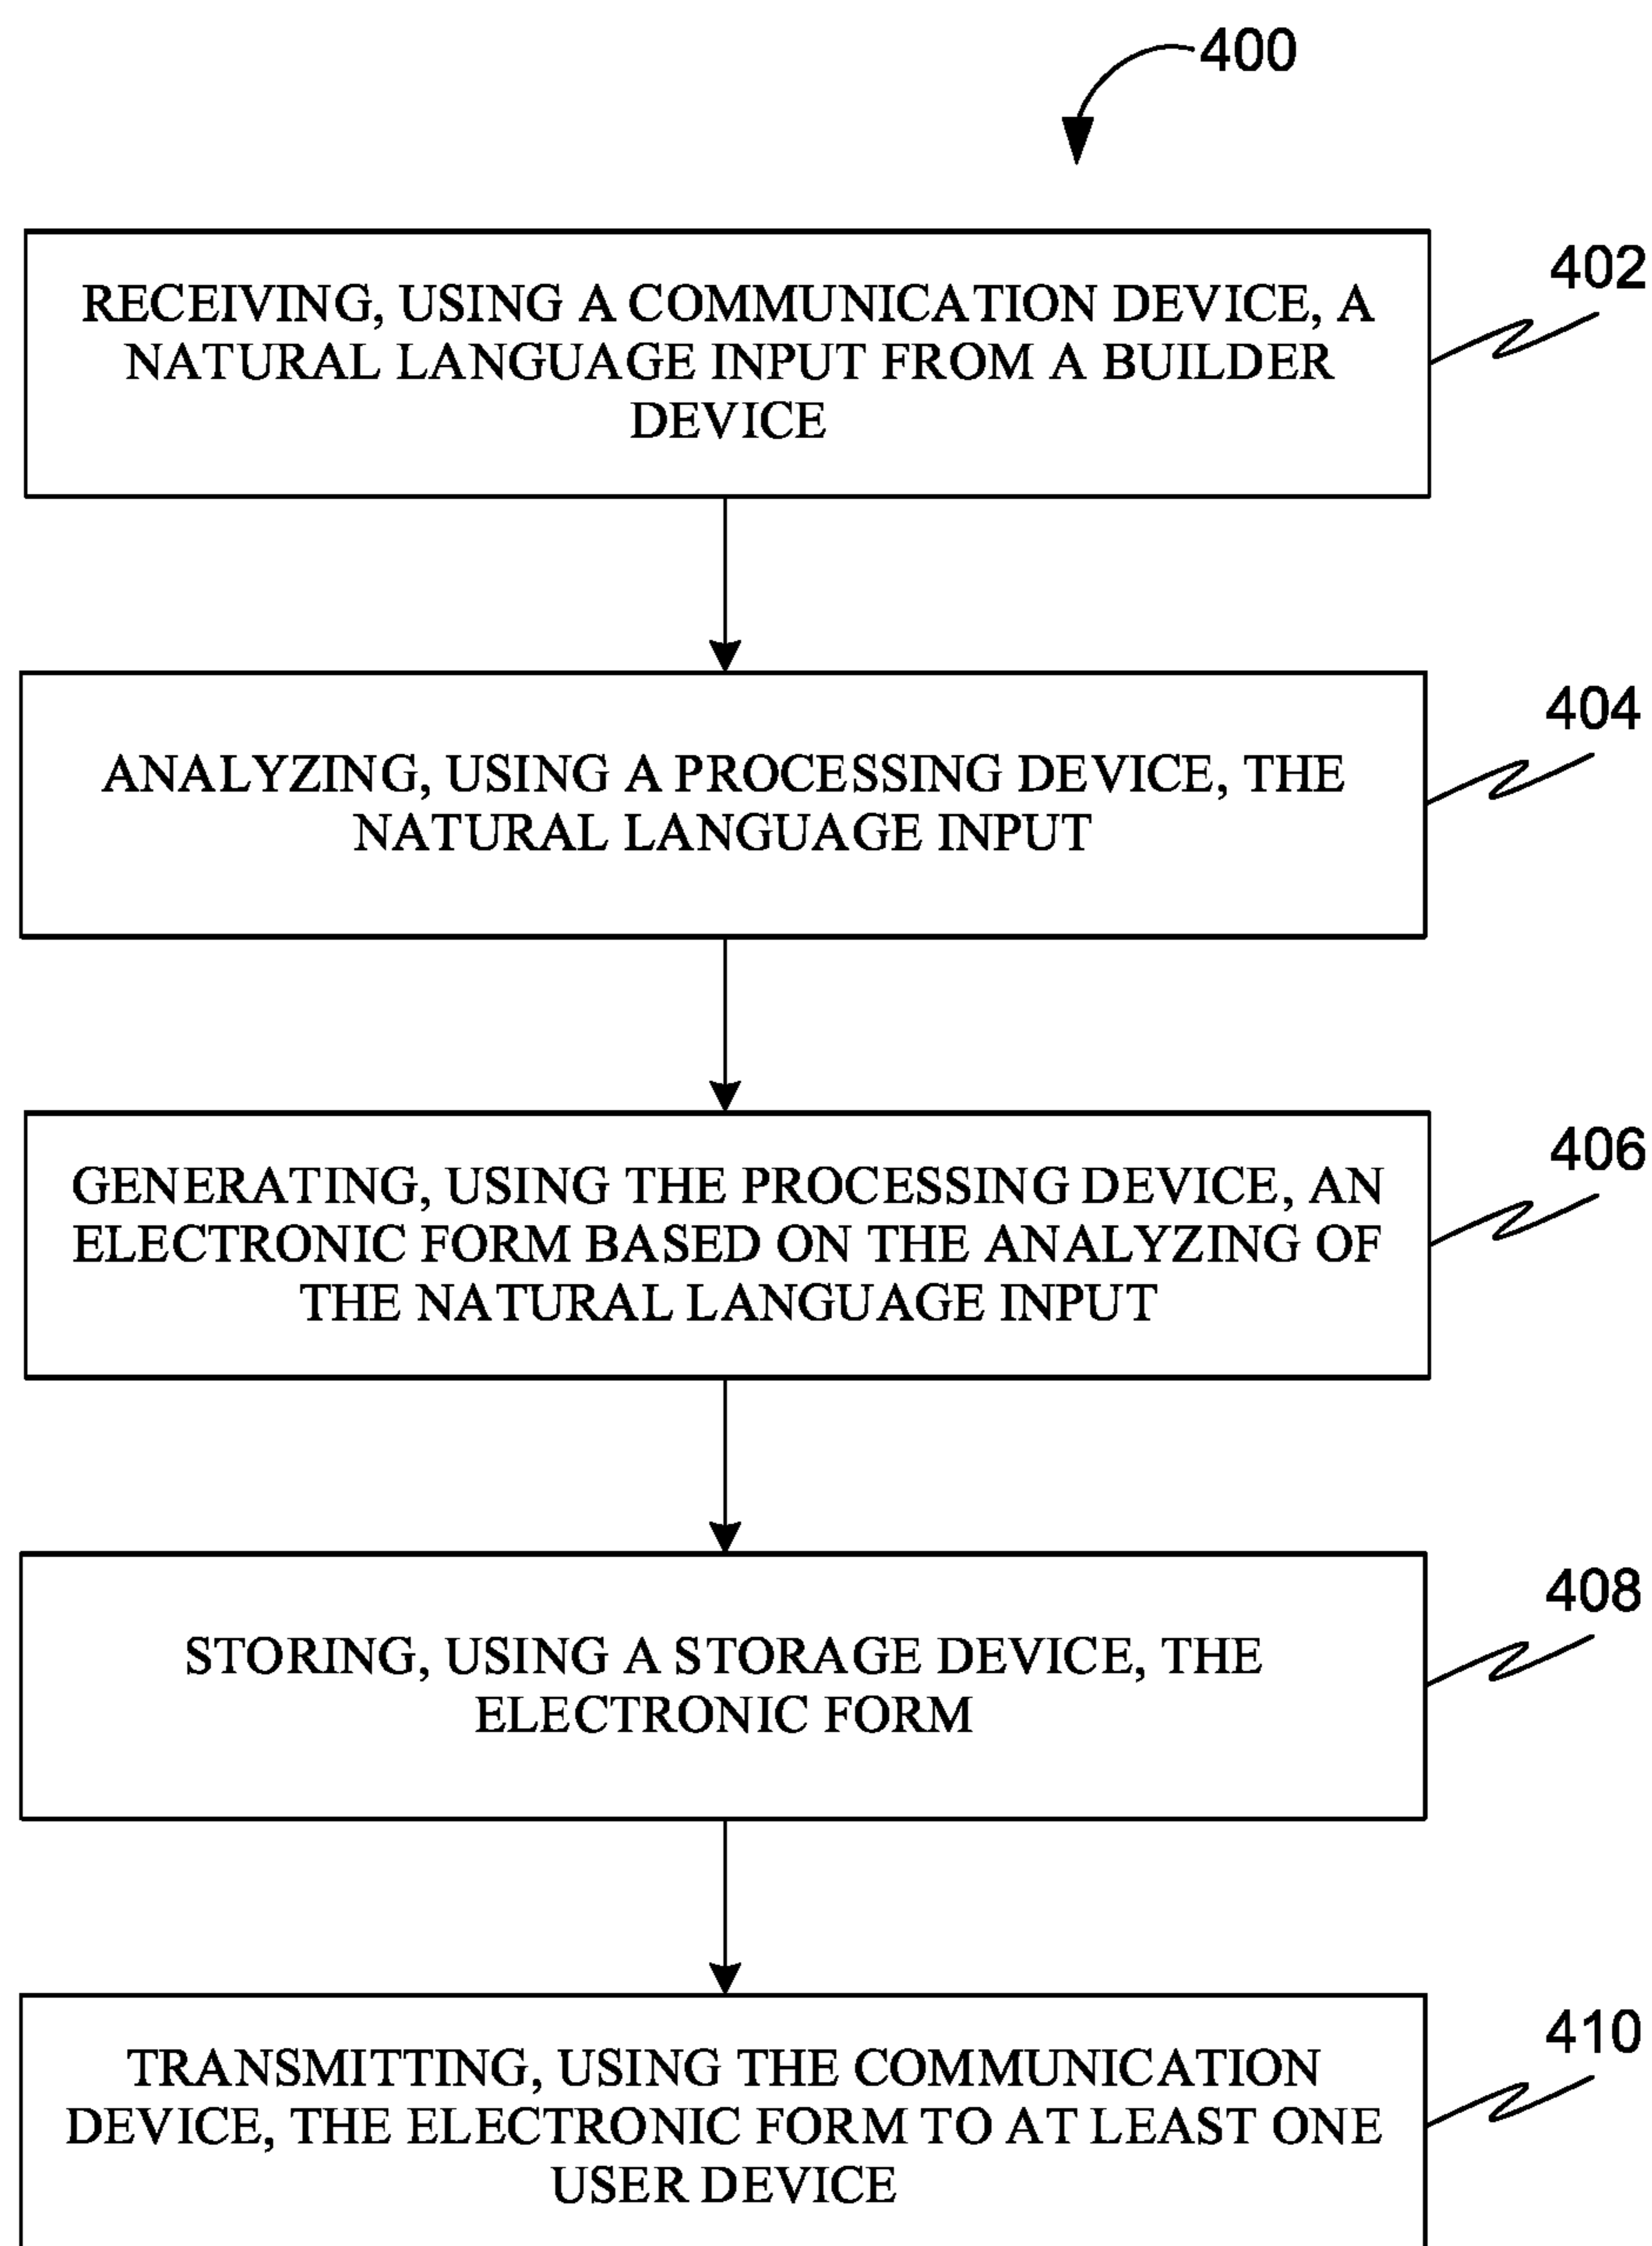 400
402
RECEIVING, USING A COMMUNICATION DEVICE, A
NATURAL LANGUAGE INPUT FROM A BUILDER
DEVICE
404
ANALYZING, USING A PROCESSING DEVICE, THE
NATURAL LANGUAGE INPUT
406
GENERATING, USING THE PROCESSING DEVICE, AN
ELECTRONIC FORM BASED ON THE ANALYZING OF
THE NATURAL LANGUAGE INPUT
408
STORING, USING A STORAGE DEVICE, THE
ELECTRONIC FORM
410
TRANSMITTING, USING THE COMMUNICATION
DEVICE, THE ELECTRONIC FORM TO AT LEAST ONE
USER DEVICE